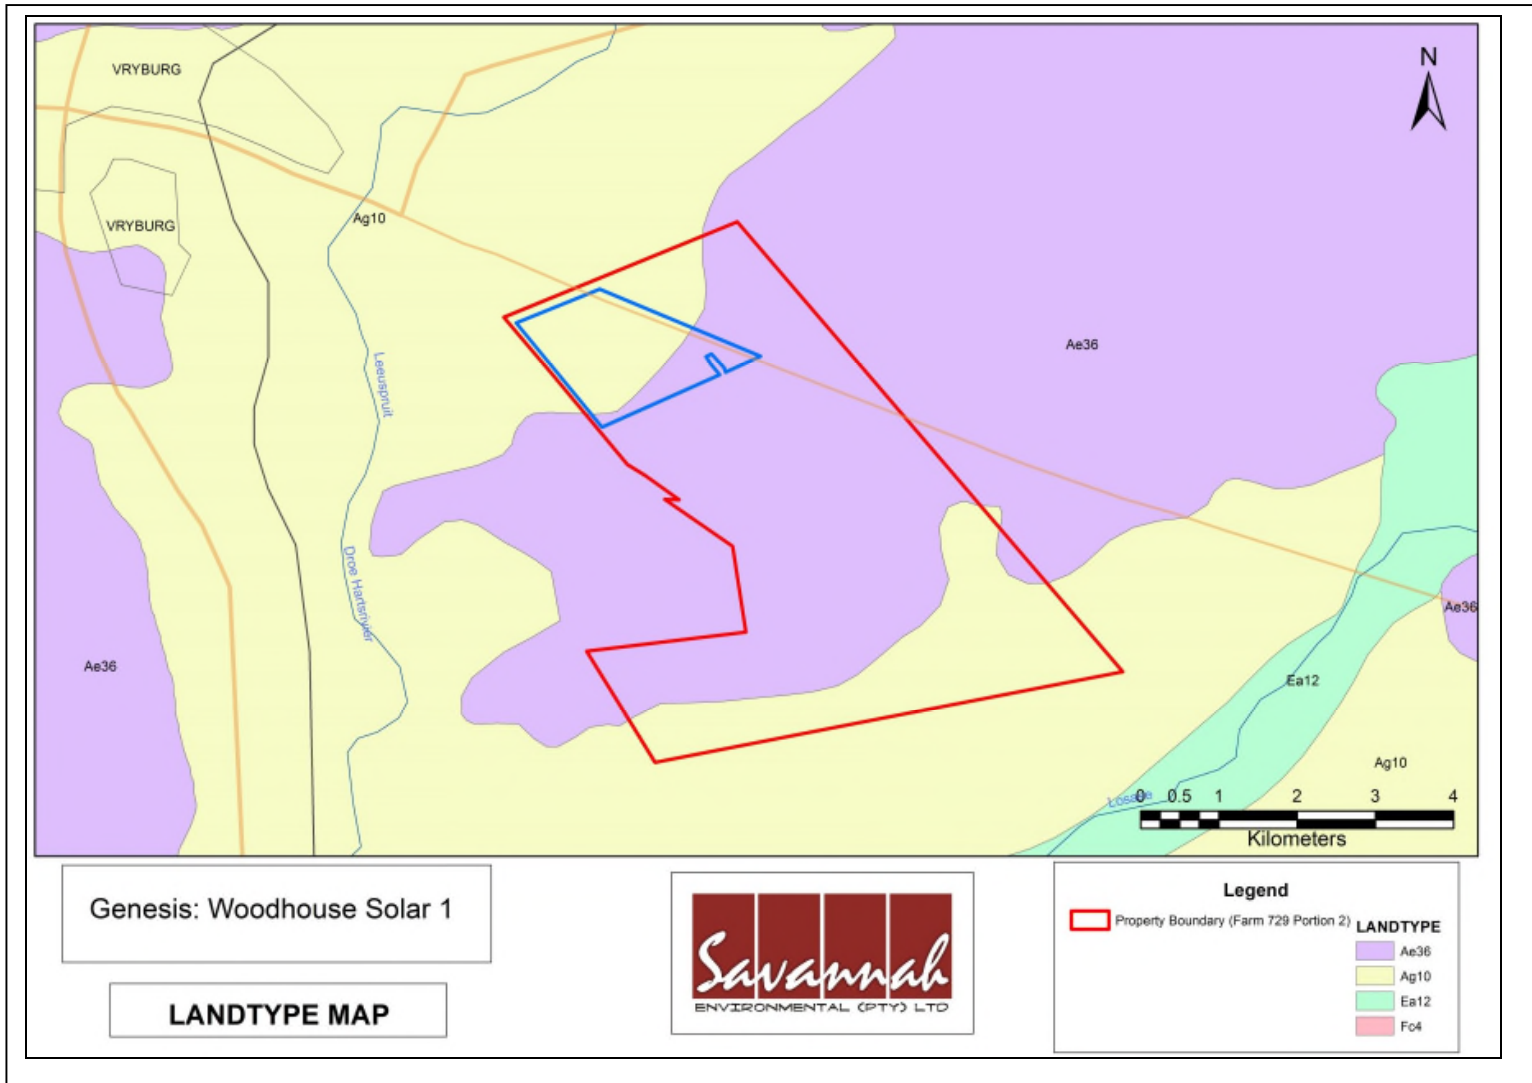 VRYBURG
N
VRYBURG
Ag10
Ae36
Leeuspruit
Droe Hartsrivier
Ae36
Ae36
Ea12
Ag10
Losase
0 0.5 1 2 3 4
Kilometers
Genesis: Woodhouse Solar 1
LANDTYPE MAP
Savannah
ENVIRONMENTAL (PTY) LTD
Legend
Property Boundary (Farm 729 Portion 2)
LANDTYPE
Ae36
Ag10
Ea12
Fc4